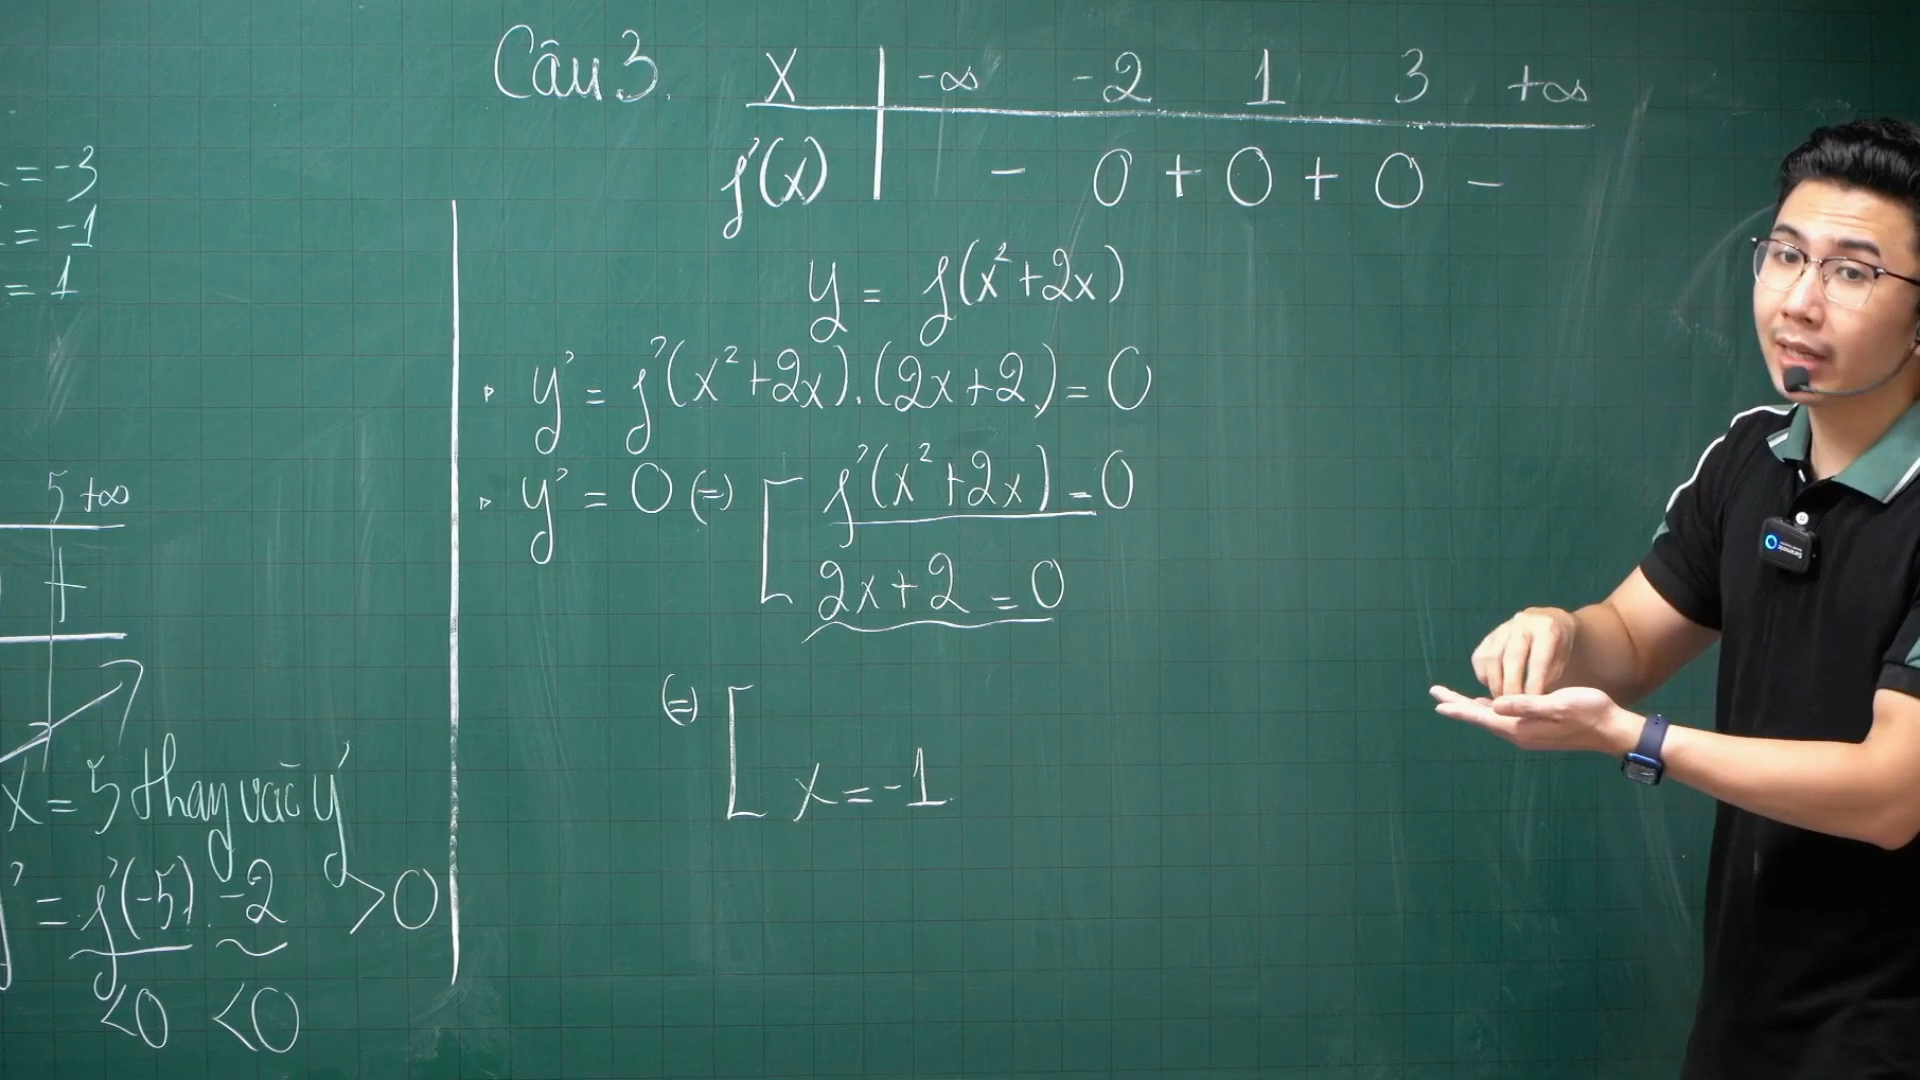 = -3
= -1
= 1
5 +∞
+
x = 5 thay vào y'
' = f'(-5) . -2 > 0
< 0 < 0
Câu 3. x | -∞ -2 1 3 +∞
f'(x) | - 0 + 0 + 0 -
y = f(x² + 2x)
y' = f'(x² + 2x).(2x + 2) = 0
y' = 0 (=) [ f'(x² + 2x) = 0
2x + 2 = 0
(=) [
x = -1